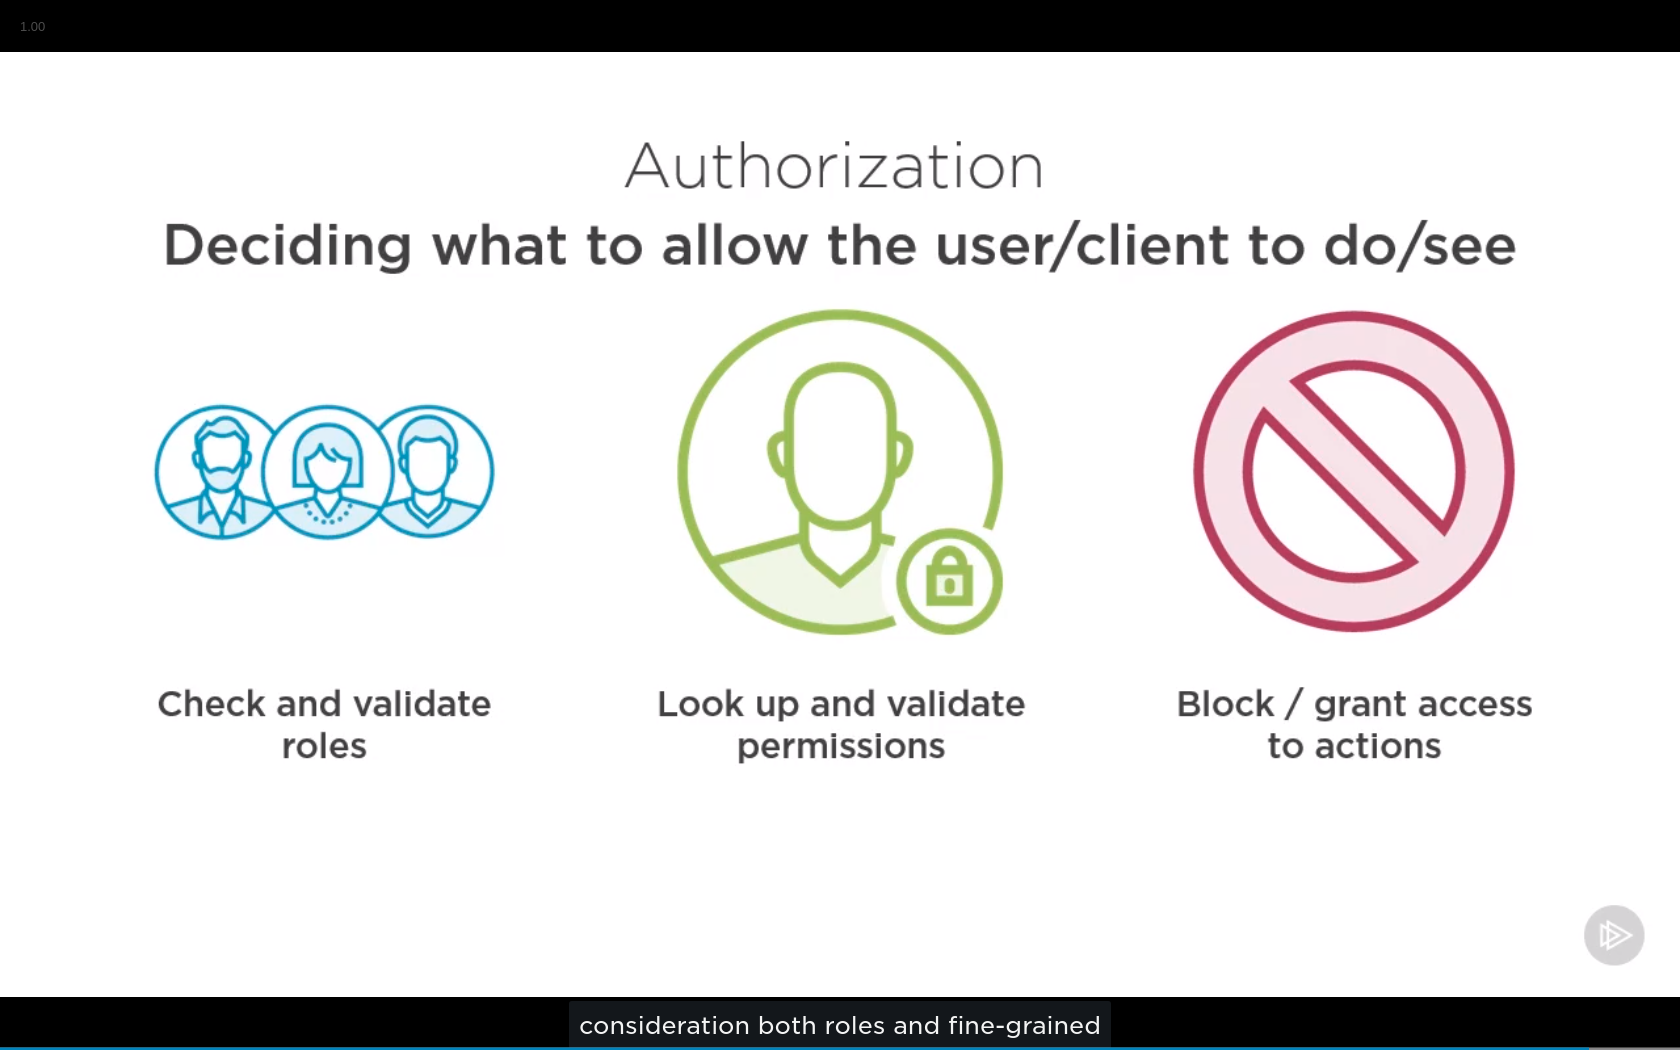 1.00
Authorization
Deciding what to allow the user/client to do/see
Check and validate
roles
Look up and validate
permissions
Block / grant access
to actions
consideration both roles and fine-grained